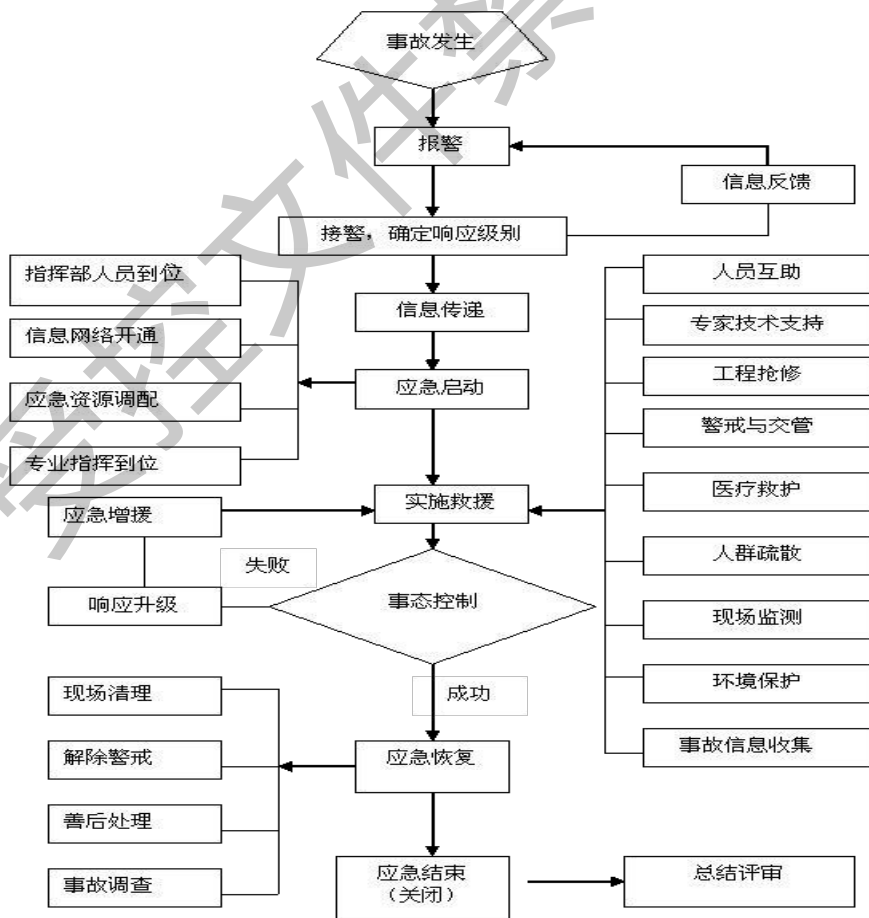 事故发生
报警
信息反馈
接警，确定响应级别
指挥部人员到位
人员互助
信息传递
信息网络开通
专家技术支持
应急资源调配
应急启动
工程抢修
警戒与交管
专业指挥到位
医疗救护
应急增援
实施救援
失败
人群疏散
响应升级
事态控制
现场监测
现场清理
成功
环境保护
解除警戒
应急恢复
事故信息收集
善后处理
事故调查
应急结束
（关闭）
总结评审
受控文件禁